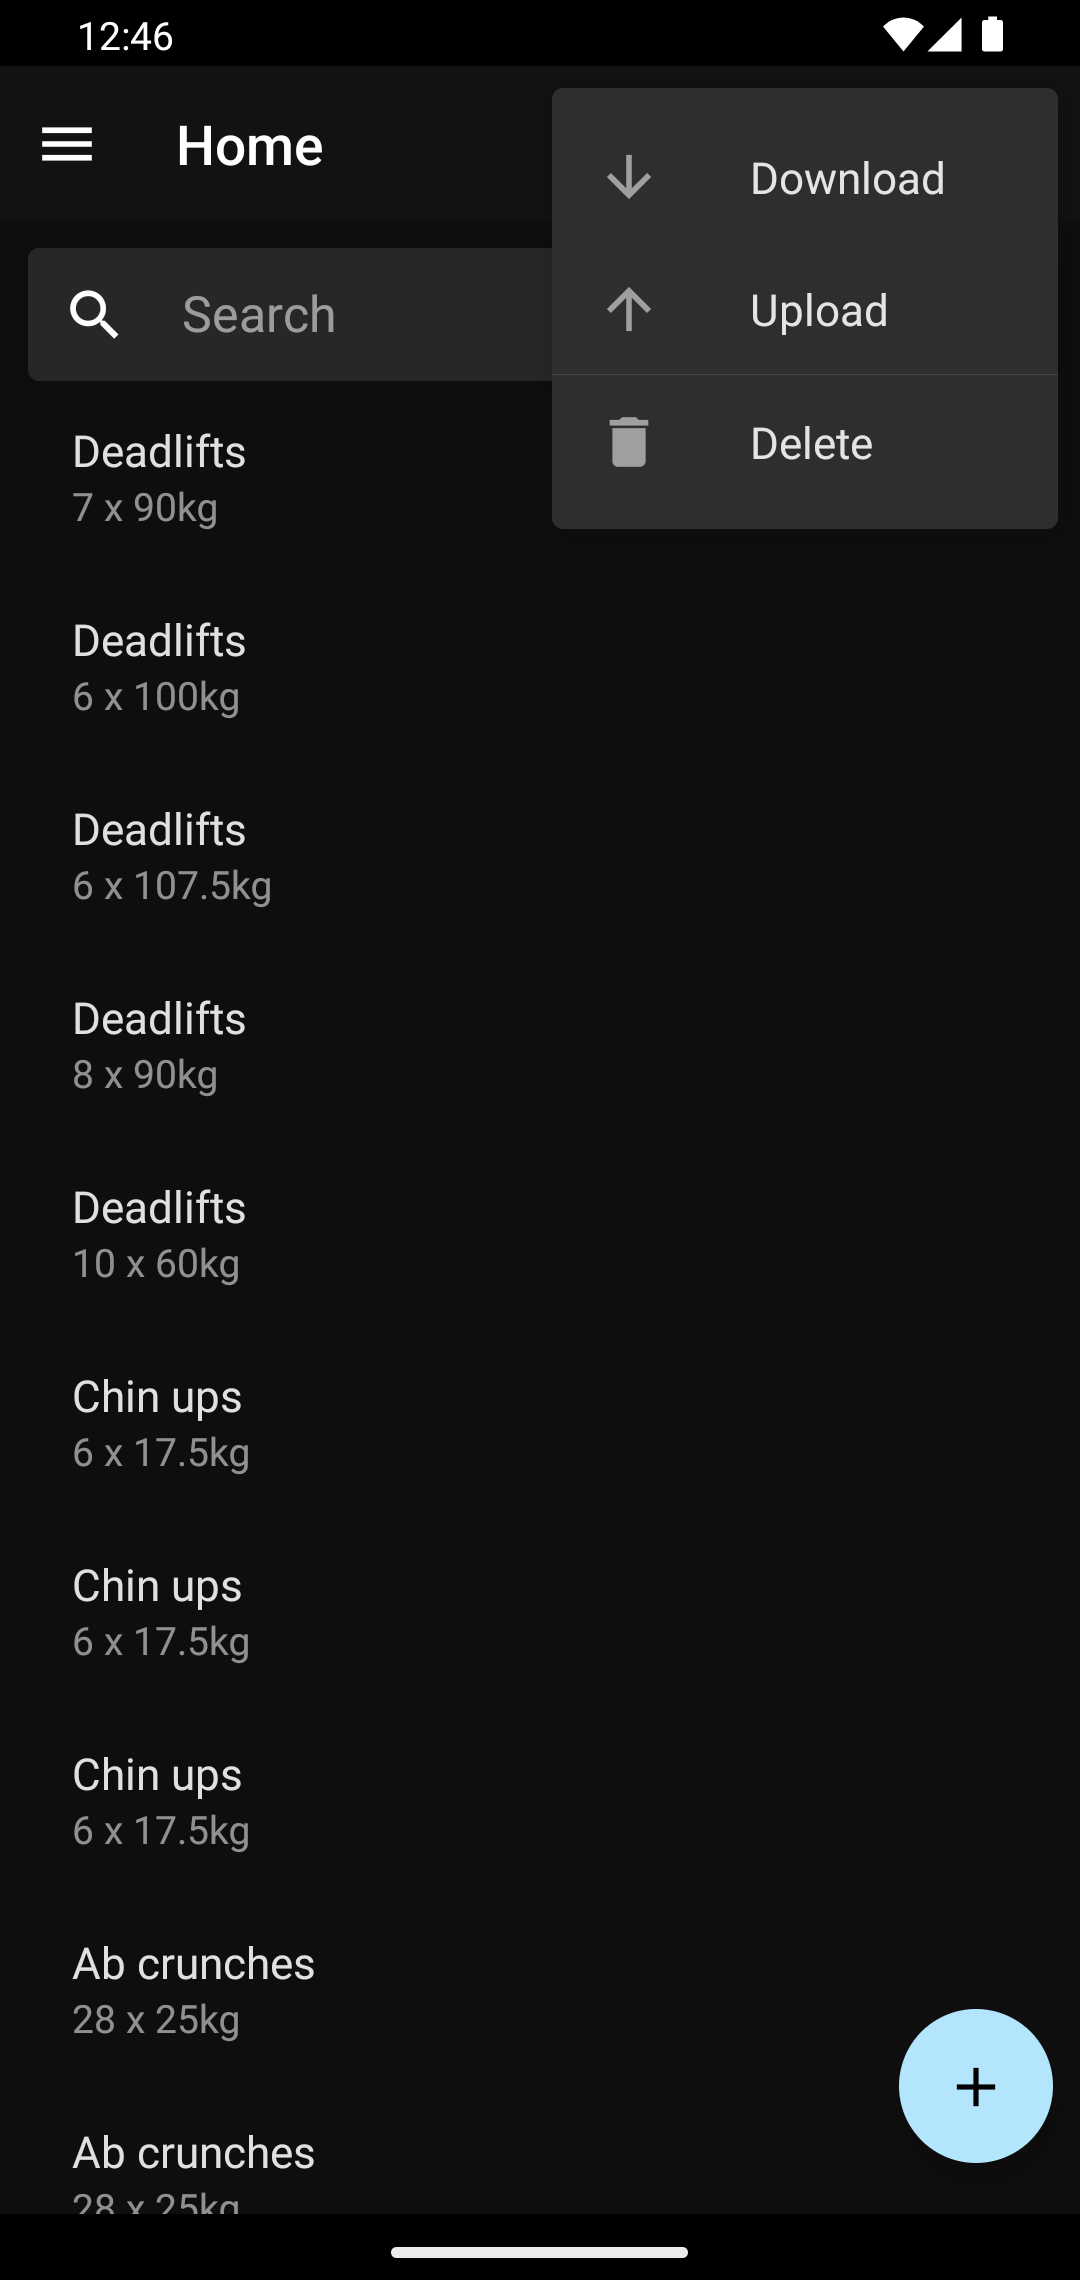 12:46
Home
Download
Upload
Delete
Search
Deadlifts
7 x 90kg
Deadlifts
6 x 100kg
Deadlifts
6 x 107.5kg
Deadlifts
8 x 90kg
Deadlifts
10 x 60kg
Chin ups
6 x 17.5kg
Chin ups
6 x 17.5kg
Chin ups
6 x 17.5kg
Ab crunches
28 x 25kg
Ab crunches
28 x 25kg